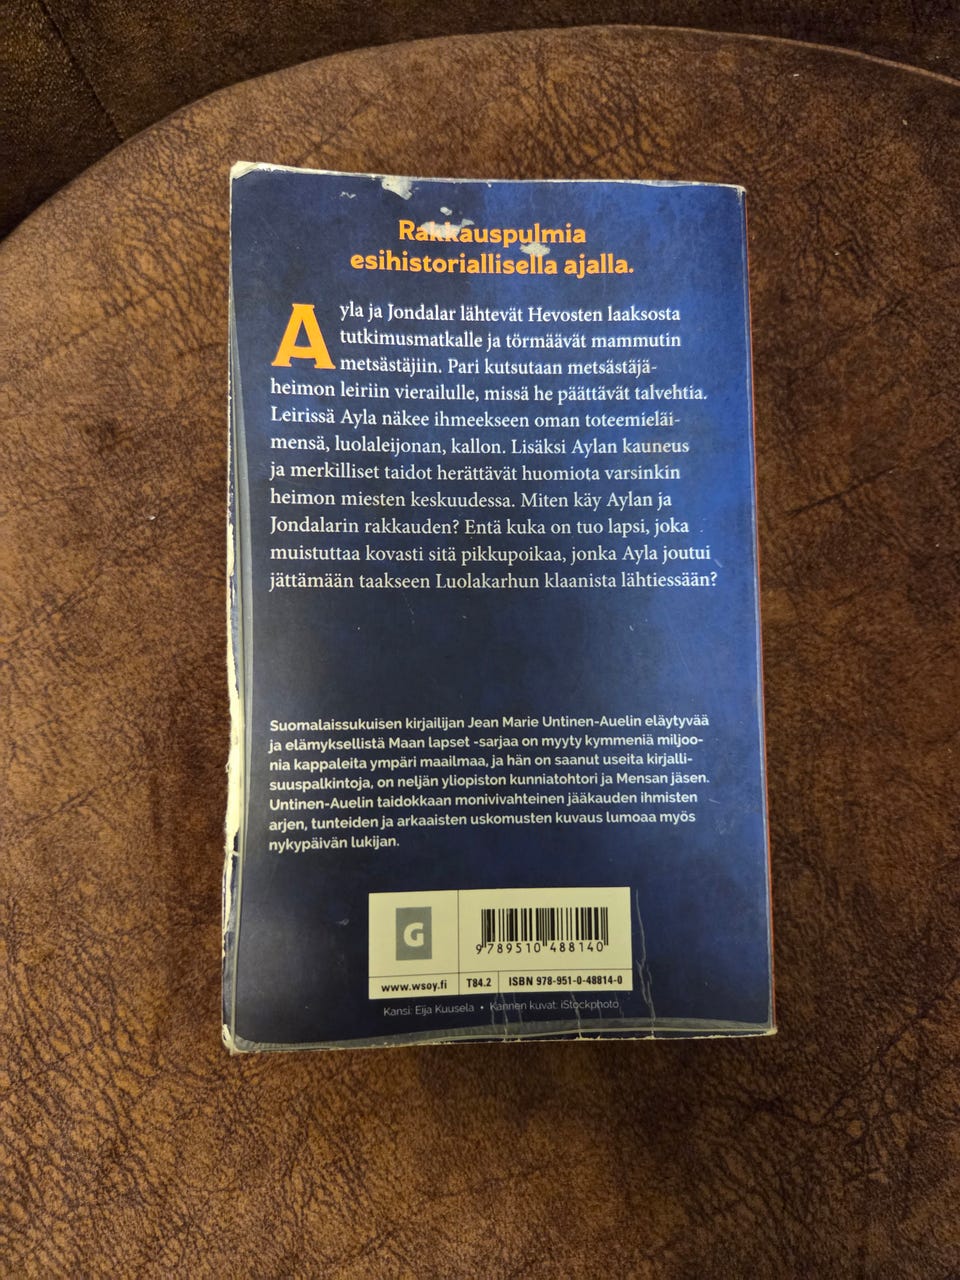 Rakkauspulmia
esihistoriallisella ajalla.
Ayla ja Jondalar lähtevät Hevosten laaksosta
tutkimusmatkalle ja törmäävät mammutin
metsästäjiin. Pari kutsutaan metsästäjä-
heimon leiriin vierailulle, missä he päättävät talvehtia.
Leirissä Ayla näkee ihmeekseen oman toteemieläi-
mensä, luolaleijonan, kallon. Lisäksi Aylan kauneus
ja merkilliset taidot herättävät huomiota varsinkin
heimon miesten keskuudessa. Miten käy Aylan ja
Jondalarin rakkauden? Entä kuka on tuo lapsi, joka
muistuttaa kovasti sitä pikkupoikaa, jonka Ayla joutui
jättämään taakseen Luolakarhun klaanista lähtiessään?
Suomalaissukuisen kirjailijan Jean Marie Untinen-Auelin eläytyvää
ja elämyksellistä Maan lapset -sarjaa on myyty kymmeniä miljoo-
nia kappaleita ympäri maailmaa, ja hän on saanut useita kirjalli-
suuspalkintoja, on neljän yliopiston kunniatohtori ja Mensan jäsen.
Untinen-Auelin taidokkaan monivivahteinen jääkauden ihmisten
arjen, tunteiden ja arkaaisten uskomusten kuvaus lumoaa myös
nykypäivän lukijan.
G
9 789510 488140
www.wsoy.fi T84.2 ISBN 978-951-0-48814-0
Kansi: Eija Kuusela • Kannen kuvat: iStockphoto